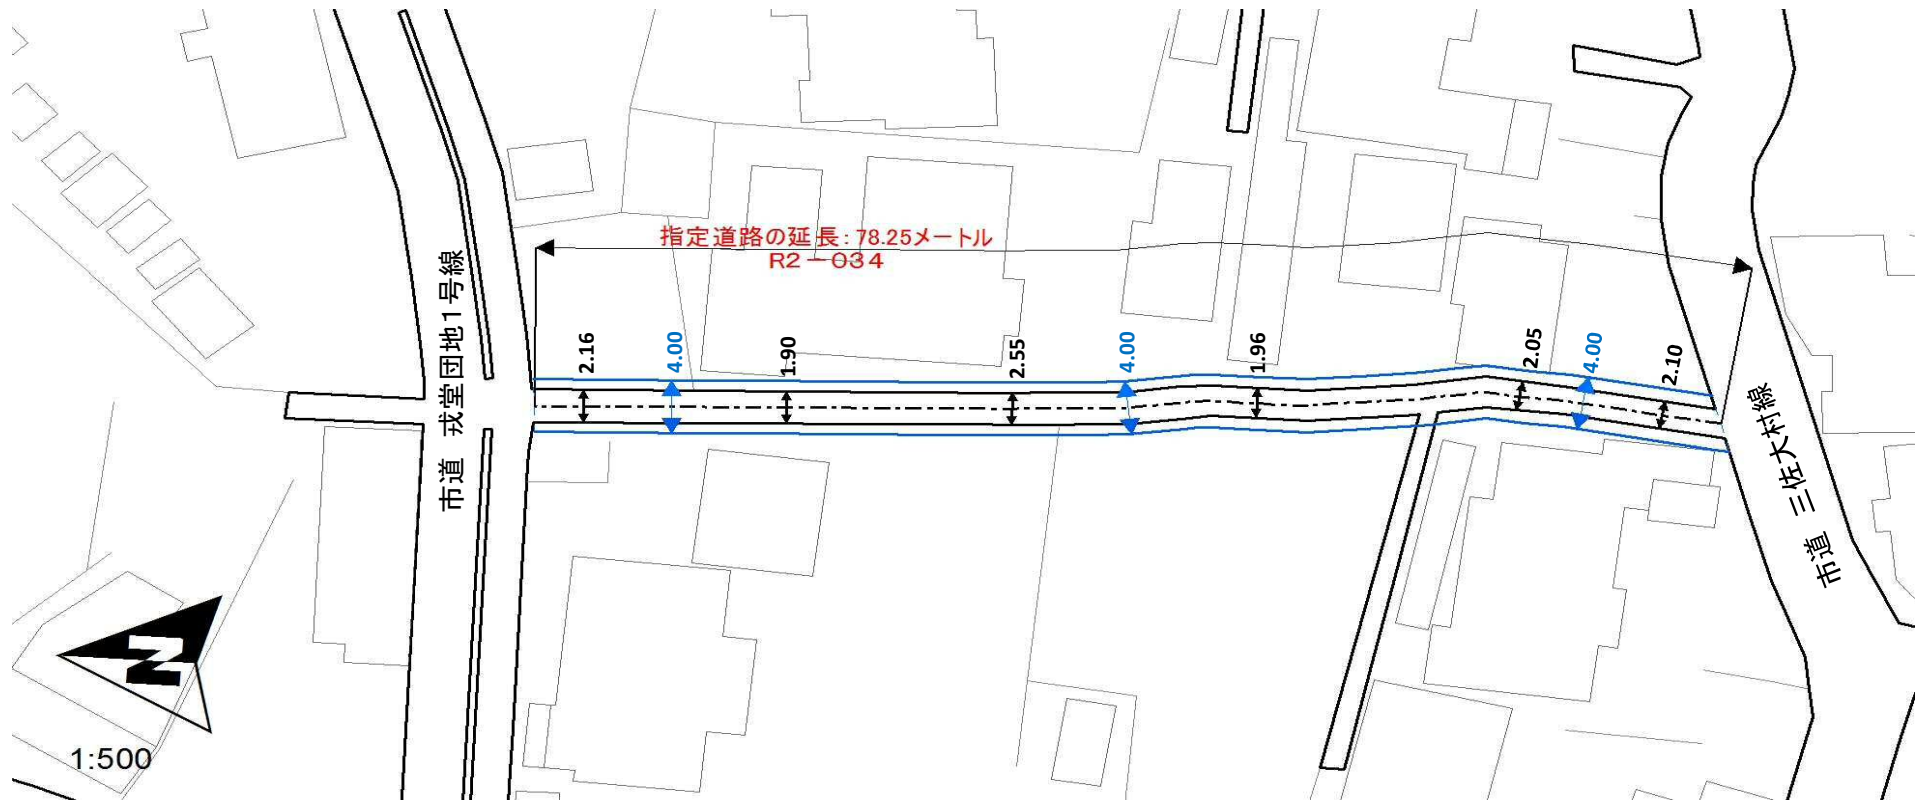 指定道路の延長：78.25メートル
R2－034
2.16
4.00
1.90
2.55
4.00
1.96
2.05
4.00
2.10
市道 戎堂団地1号線
市道 三佐大村線
N
1:500